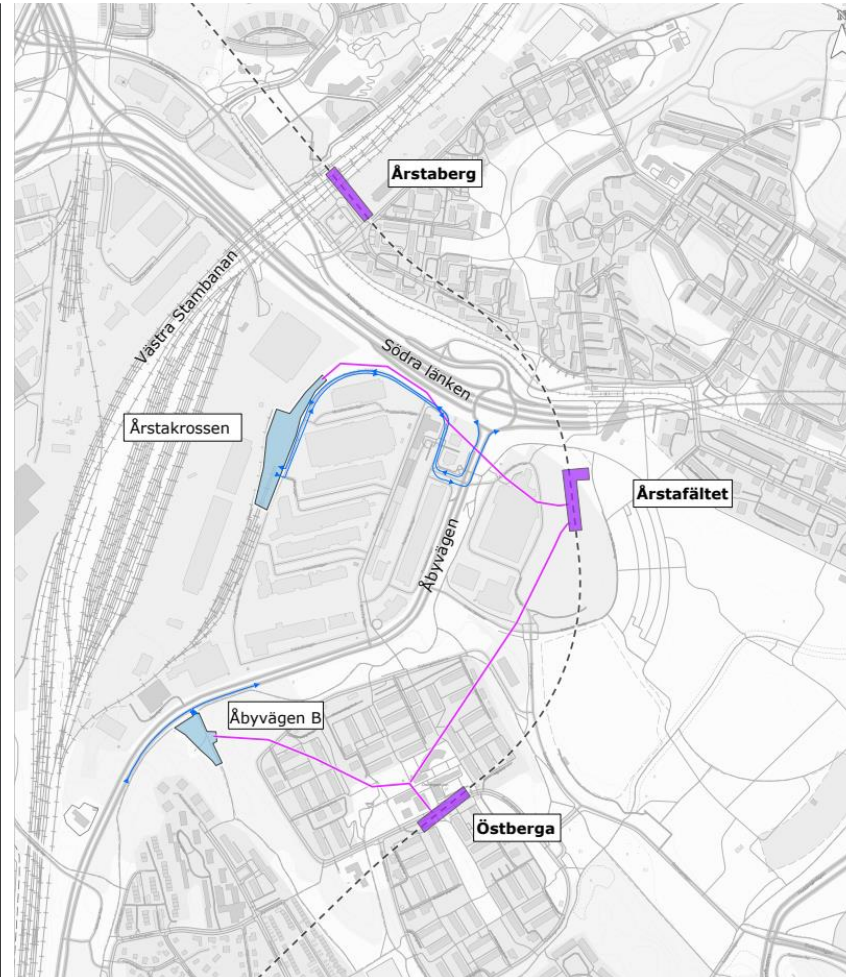 N
Årstaberg
Västra Stambanan
Södra länken
Årstakrossen
Årstafältet
Åbyvägen
Åbyvägen B
Östberga